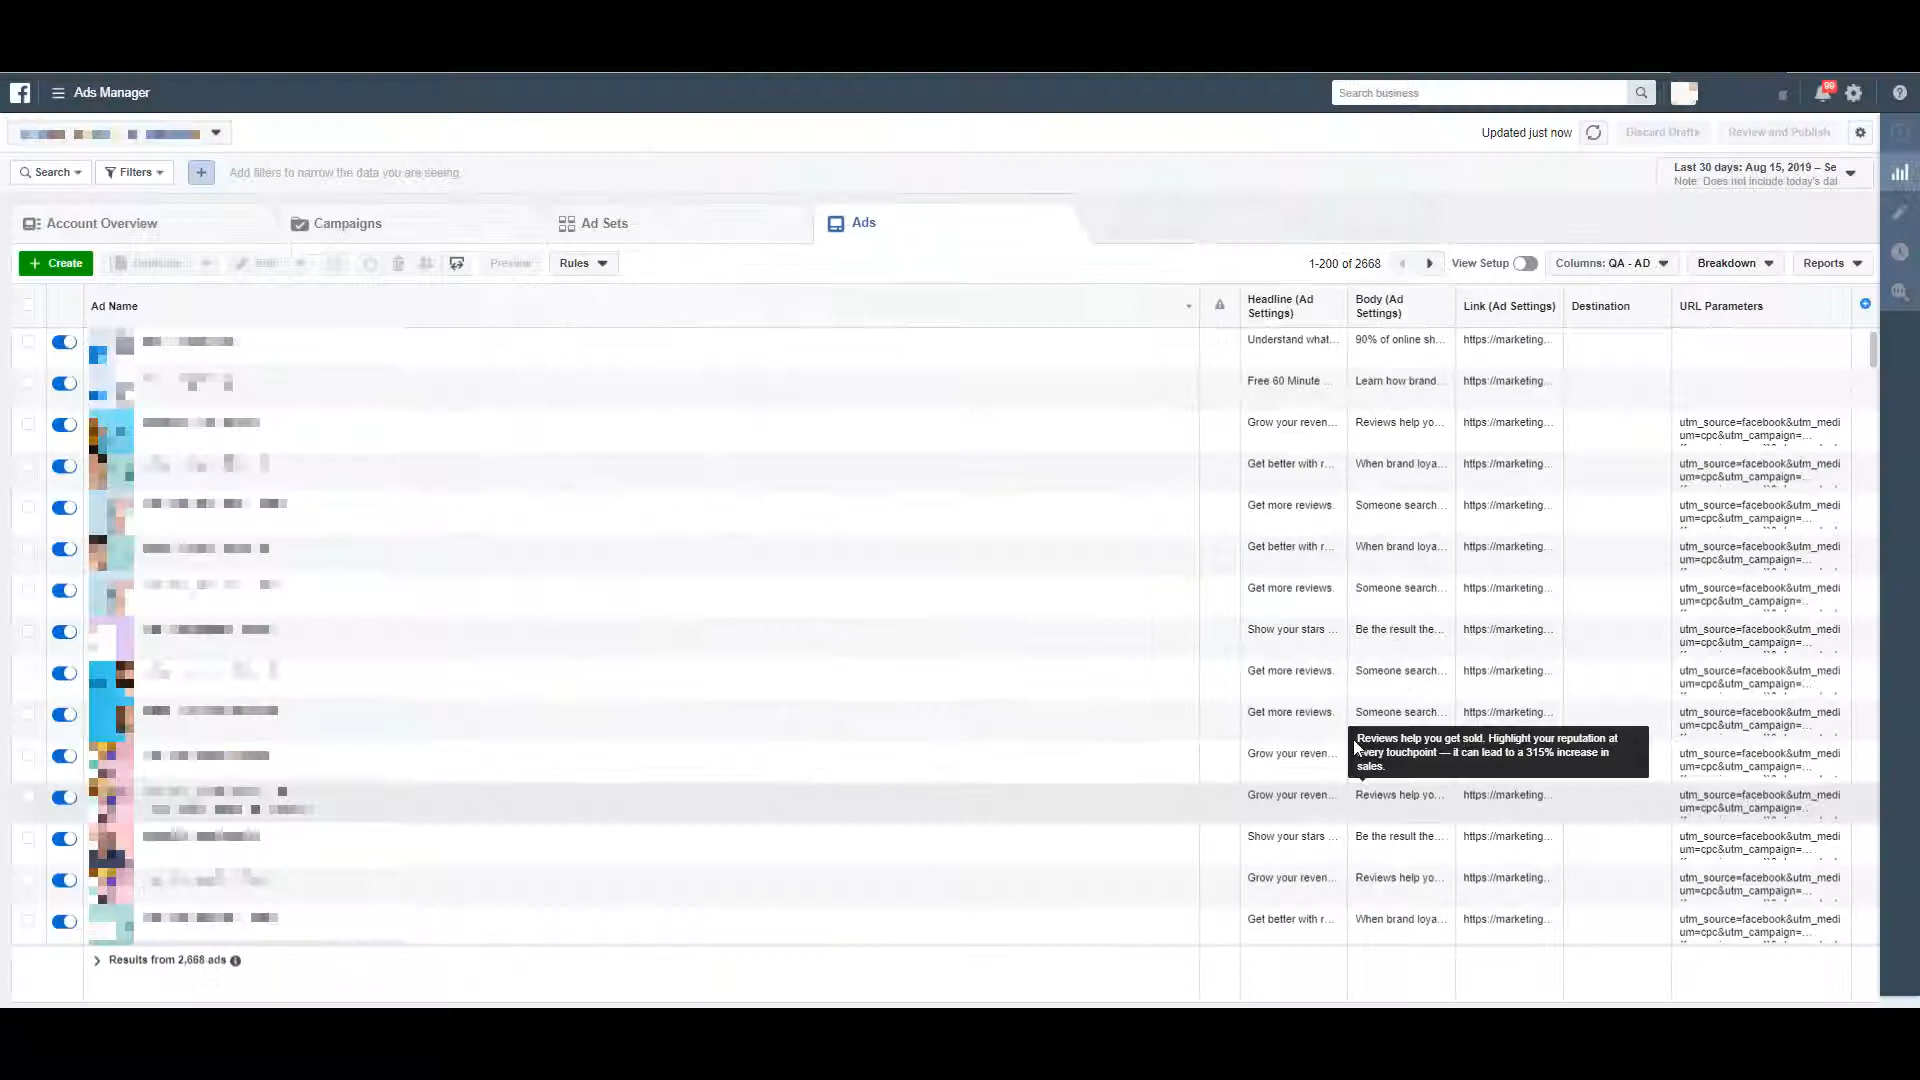 Ads Manager
Search business
99
Updated just now
Discard Drafts
Review and Publish
Search
Filters
Add filters to narrow the data you are seeing.
Last 30 days: Aug 15, 2019 – Se
Note: Does not include today's dat
Account Overview
Campaigns
Ad Sets
Ads
+ Create
Duplicate
Edit
Preview
Rules
1-200 of 2668
View Setup
Columns: QA - AD
Breakdown
Reports
Ad Name
Headline (Ad
Settings)
Body (Ad
Settings)
Link (Ad Settings)
Destination
URL Parameters
Understand what... 90% of online sh... https://marketing...
Free 60 Minute ... Learn how brand... https://marketing...
Grow your reven... Reviews help yo... https://marketing... utm_source=facebook&utm_medi
um=cpc&utm_campaign=...
Get better with r... When brand loya... https://marketing... utm_source=facebook&utm_medi
um=cpc&utm_campaign=...
Get more reviews. Someone search... https://marketing... utm_source=facebook&utm_medi
um=cpc&utm_campaign=...
Get better with r... When brand loya... https://marketing... utm_source=facebook&utm_medi
um=cpc&utm_campaign=...
Get more reviews. Someone search... https://marketing... utm_source=facebook&utm_medi
um=cpc&utm_campaign=...
Show your stars ... Be the result the... https://marketing... utm_source=facebook&utm_medi
um=cpc&utm_campaign=...
Get more reviews. Someone search... https://marketing... utm_source=facebook&utm_medi
um=cpc&utm_campaign=...
Get more reviews. Someone search... https://marketing... utm_source=facebook&utm_medi
um=cpc&utm_campaign=...
Reviews help you get sold. Highlight your reputation at
every touchpoint — it can lead to a 315% increase in
sales.
Grow your reven... utm_source=facebook&utm_medi
um=cpc&utm_campaign=...
Grow your reven... Reviews help yo... https://marketing... utm_source=facebook&utm_medi
um=cpc&utm_campaign=...
Show your stars ... Be the result the... https://marketing... utm_source=facebook&utm_medi
um=cpc&utm_campaign=...
Grow your reven... Reviews help yo... https://marketing... utm_source=facebook&utm_medi
um=cpc&utm_campaign=...
Get better with r... When brand loya... https://marketing... utm_source=facebook&utm_medi
um=cpc&utm_campaign=...
Results from 2,668 ads